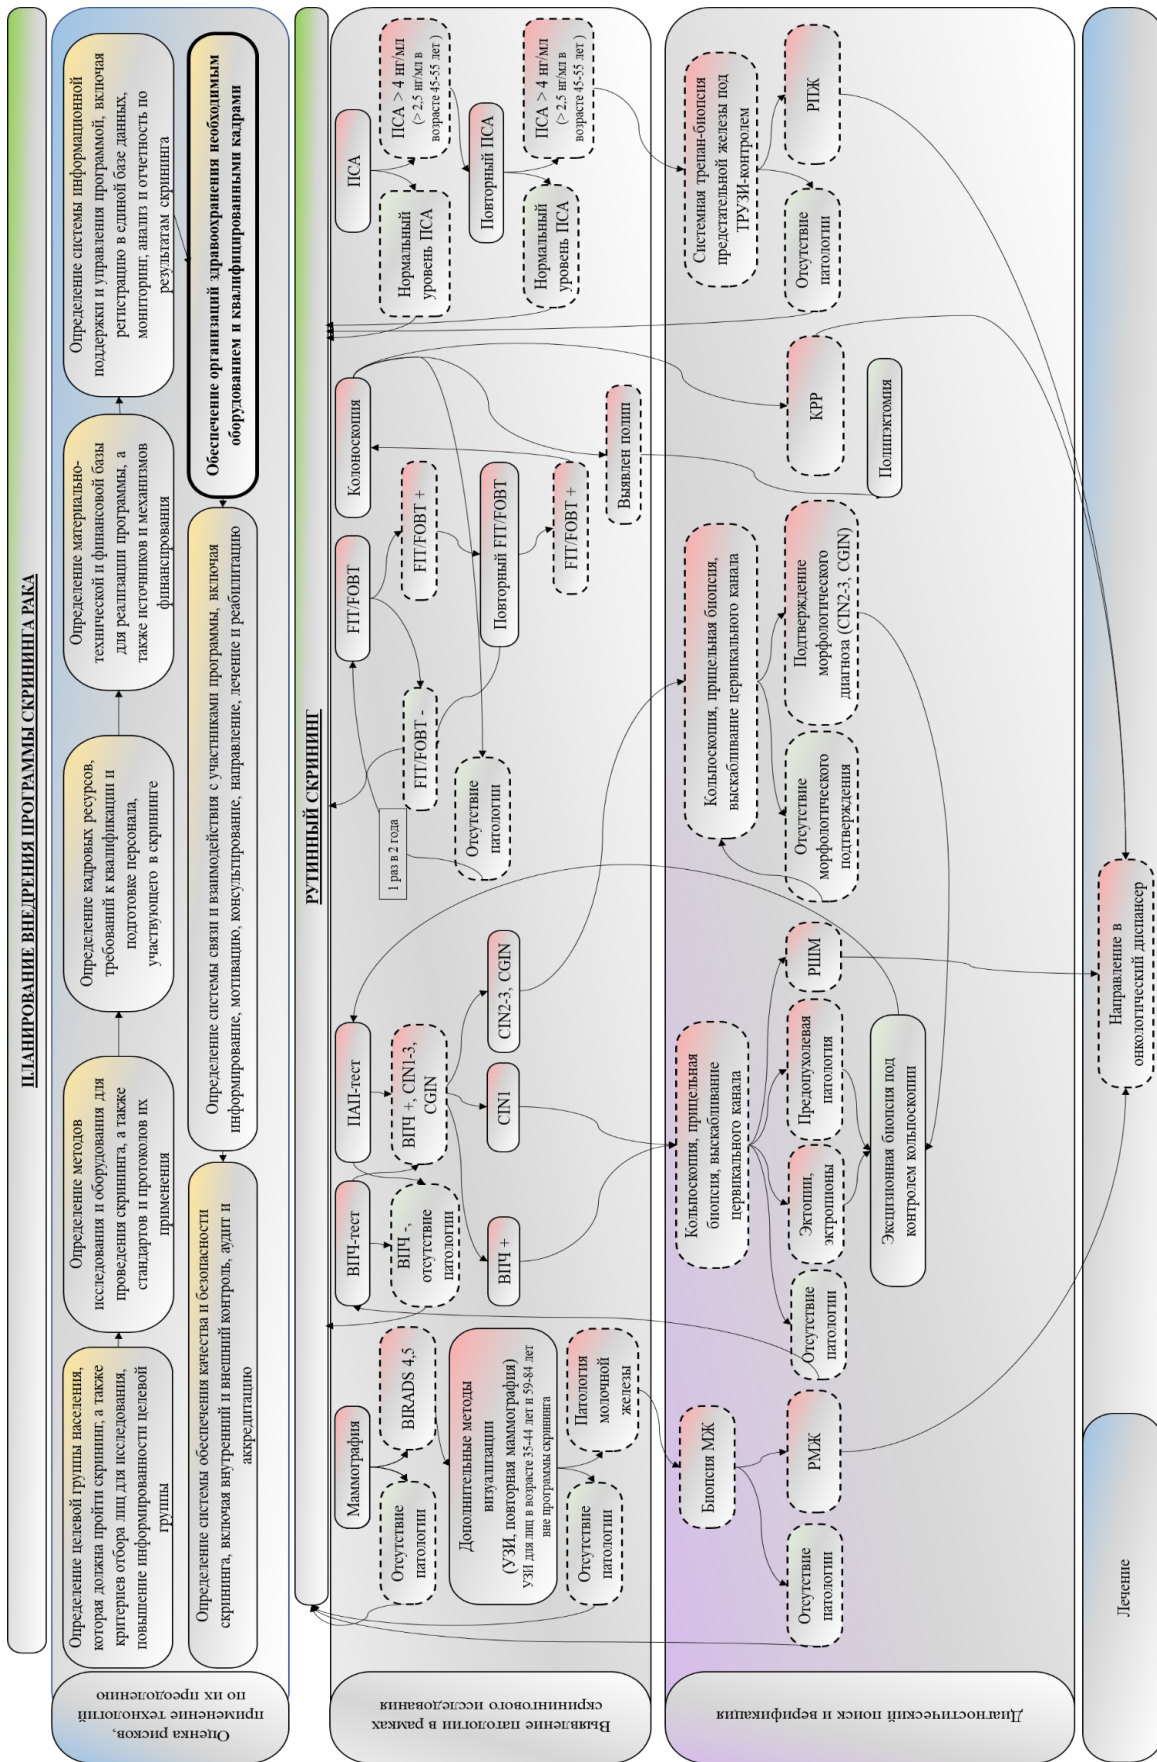 ПЛАНИРОВАНИЕ ВНЕДРЕНИЯ ПРОГРАММЫ СКРИНИНГА РАКА
Оценка рисков,
применение технологий
по их преодолению
Определение целевой группы населения,
которая должна пройти скрининг, а также
критериев отбора лиц для исследования,
повышение информированности целевой
группы
Определение методов
исследования и оборудования для
проведения скрининга, а также
стандартов и протоколов их
применения
Определение кадровых ресурсов,
требований к квалификации и
подготовке персонала,
участвующего в скрининге
Определение материально-
технической и финансовой базы
для реализации программы, а
также источников и механизмов
финансирования
Определение системы информационной
поддержки и управления программой, включая
регистрацию в единой базе данных,
мониторинг, анализ и отчетность по
результатам скрининга
Определение системы обеспечения качества и безопасности
скрининга, включая внутренний и внешний контроль, аудит и
аккредитацию
Определение системы связи и взаимодействия с участниками программы, включая
информирование, мотивацию, консультирование, направление, лечение и реабилитацию
Обеспечение организаций здравоохранения необходимым
оборудованием и квалифицированными кадрами
РУТИННЫЙ СКРИНИНГ
Выявление патологии в рамках
скринингового исследования
Маммография
Отсутствие
патологии
BIRADS 4,5
Дополнительные методы
визуализации
(УЗИ, повторная маммография)
УЗИ для лиц в возрасте 35-44 лет и 59-84 лет
вне программы скрининга
Отсутствие
патологии
Патология
молочной
железы
ВПЧ-тест
ПАП-тест
ВПЧ -,
отсутствие
патологии
ВПЧ +, CIN1-3,
CGIN
ВПЧ +
CIN1
CIN2-3, CGIN
FIT/FOBT
Колоноскопия
1 раз в 2 года
FIT/FOBT -
FIT/FOBT +
Отсутствие
патологии
Повторный FIT/FOBT
FIT/FOBT +
Выявлен полип
ПСА
Нормальный
уровень ПСА
ПСА > 4 нг/мл
(> 2,5 нг/мл в
возрасте 45-55 лет )
Повторный ПСА
Нормальный
уровень ПСА
ПСА > 4 нг/мл
(> 2,5 нг/мл в
возрасте 45-55 лет )
Диагностический поиск и верификация
Биопсия МЖ
Отсутствие
патологии
РМЖ
Кольпоскопия, прицельная
биопсия, выскабливание
цервикального канала
Отсутствие
патологии
Эктопии,
эктропионы
Предопухолевая
патология
РШМ
Эксцизионная биопсия под
контролем кольпоскопии
Кольпоскопия, прицельная биопсия,
выскабливание цервикального канала
Отсутствие
морфологического
подтверждения
Подтверждение
морфологического
диагноза (CIN2-3, CGIN)
КРР
Полипэктомия
Системная трепан-биопсия
предстательной железы под
ТРУЗИ-контролем
Отсутствие
патологии
РПЖ
Лечение
Направление в
онкологический диспансер